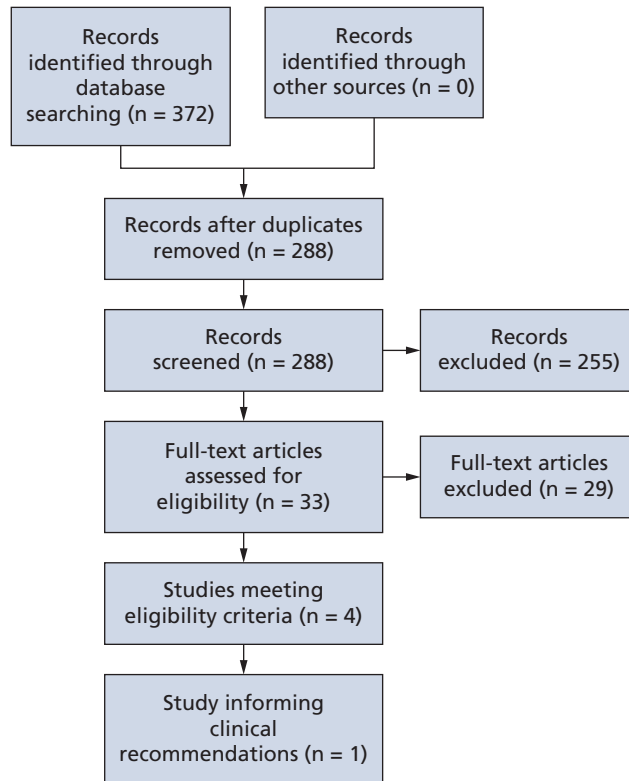 Records
identified through
database
searching (n = 372)
Records
identified through
other sources (n = 0)
Records after duplicates
removed (n = 288)
Records
screened (n = 288)
Records
excluded (n = 255)
Full-text articles
assessed for
eligibility (n = 33)
Full-text articles
excluded (n = 29)
Studies meeting
eligibility criteria (n = 4)
Study informing
clinical
recommendations (n = 1)